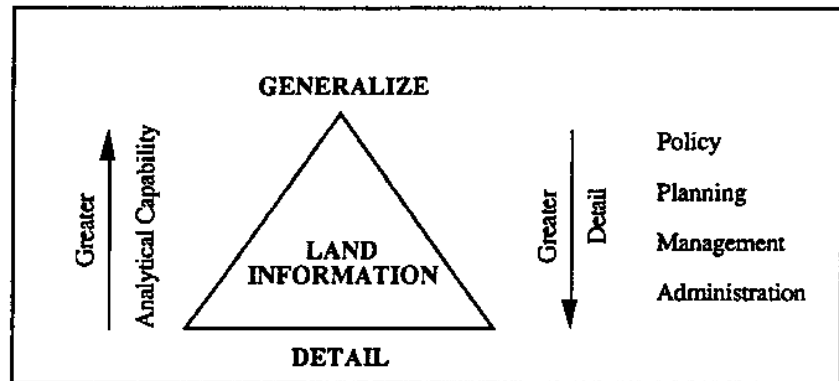 GENERALIZE
Greater
Analytical Capability
LAND
INFORMATION
Greater
Detail
Policy
Planning
Management
Administration
DETAIL